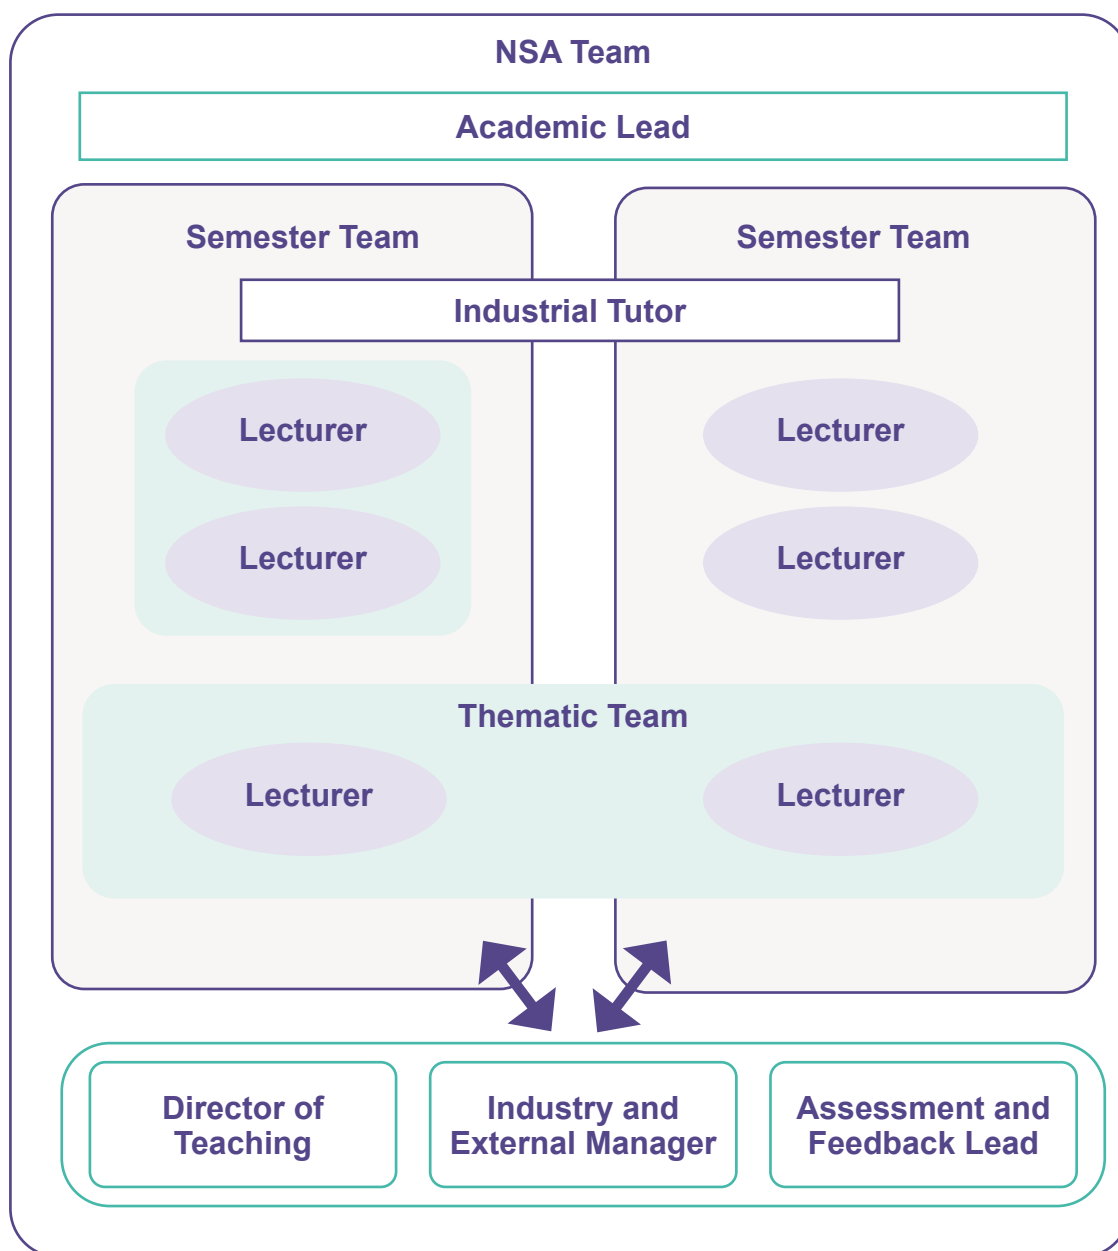 NSA Team
Academic Lead
Semester Team
Semester Team
Industrial Tutor
Lecturer
Lecturer
Lecturer
Lecturer
Thematic Team
Lecturer
Lecturer
Director of
Teaching
Industry and
External Manager
Assessment and
Feedback Lead